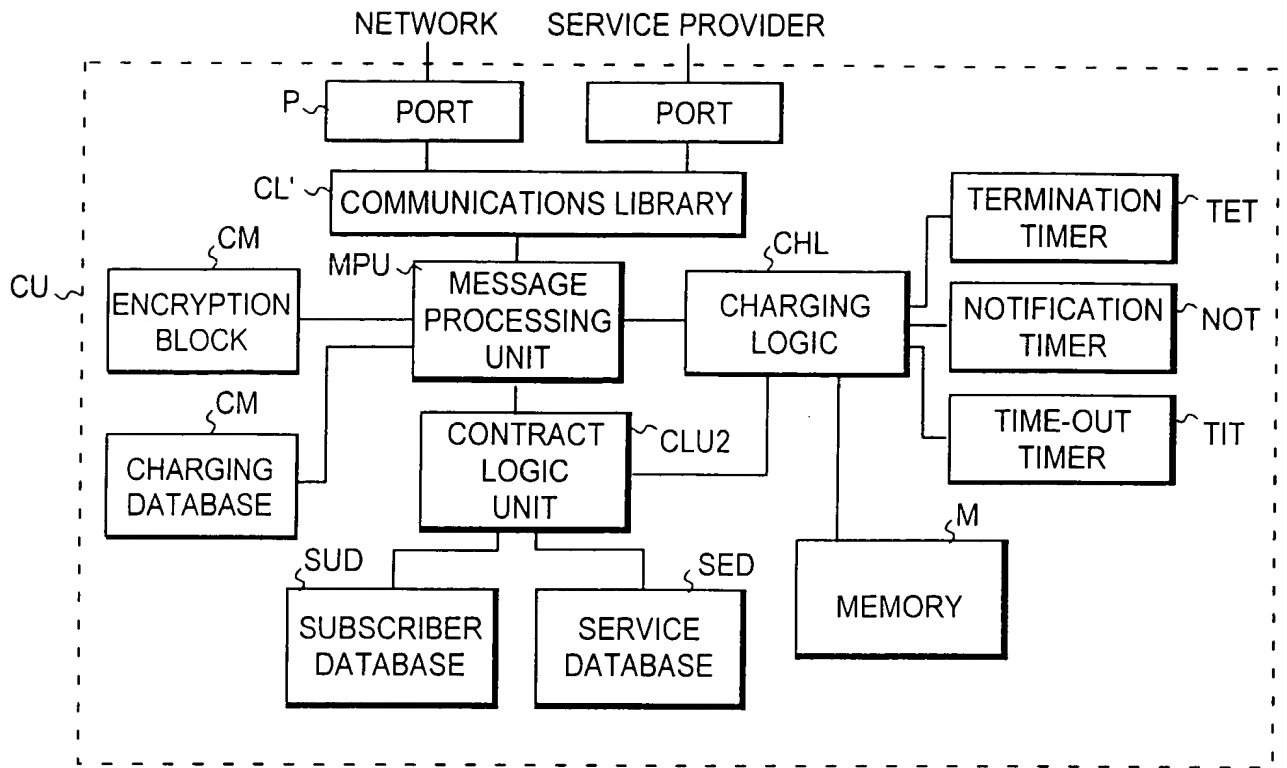 NETWORK
SERVICE PROVIDER
P
PORT
PORT
CL'
COMMUNICATIONS LIBRARY
TERMINATION
TIMER
TET
CM
MPU
CHL
CU
ENCRYPTION
BLOCK
MESSAGE
PROCESSING
UNIT
CHARGING
LOGIC
NOTIFICATION
TIMER
NOT
CM
CHARGING
DATABASE
CONTRACT
LOGIC
UNIT
CLU2
TIME-OUT
TIMER
TIT
SUD
SED
M
SUBSCRIBER
DATABASE
SERVICE
DATABASE
MEMORY